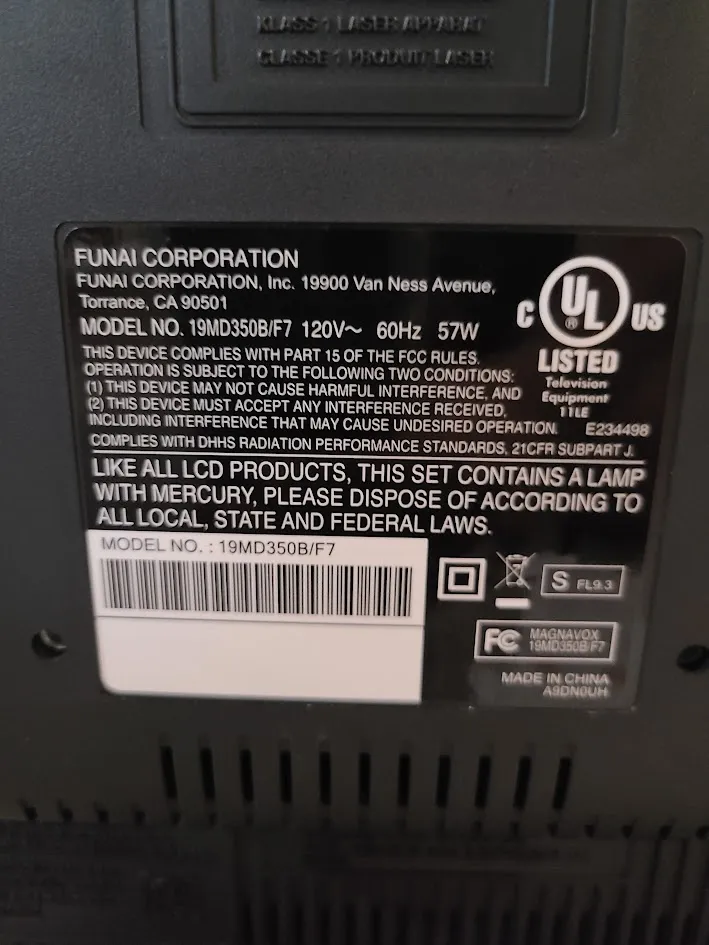 KLASS 1 LASER APPARAT
CLASSE 1 PRODUIT LASER
FUNAI CORPORATION
FUNAI CORPORATION, Inc. 19900 Van Ness Avenue,
Torrance, CA 90501
MODEL NO. 19MD350B/F7 120V~ 60Hz 57W
THIS DEVICE COMPLIES WITH PART 15 OF THE FCC RULES.
OPERATION IS SUBJECT TO THE FOLLOWING TWO CONDITIONS:
(1) THIS DEVICE MAY NOT CAUSE HARMFUL INTERFERENCE, AND
(2) THIS DEVICE MUST ACCEPT ANY INTERFERENCE RECEIVED,
INCLUDING INTERFERENCE THAT MAY CAUSE UNDESIRED OPERATION.
COMPLIES WITH DHHS RADIATION PERFORMANCE STANDARDS, 21CFR SUBPART J.
C UL US
®
LISTED
Television
Equipment
11LE
E234498
LIKE ALL LCD PRODUCTS, THIS SET CONTAINS A LAMP
WITH MERCURY, PLEASE DISPOSE OF ACCORDING TO
ALL LOCAL, STATE AND FEDERAL LAWS.
MODEL NO. : 19MD350B/F7
S FL9.3
FC MAGNAVOX
19MD350B/F7
MADE IN CHINA
A9DN0UH